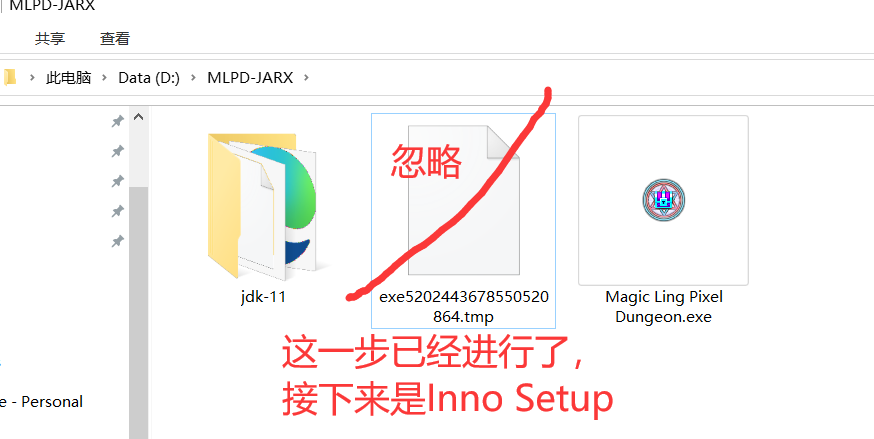 MLPD-JARX
共享 查看
此电脑 Data (D:) MLPD-JARX
忽略
jdk-11
exe5202443678550520
864.tmp
Magic Ling Pixel
Dungeon.exe
这一步已经进行了，
接下来是Inno Setup
e - Personal